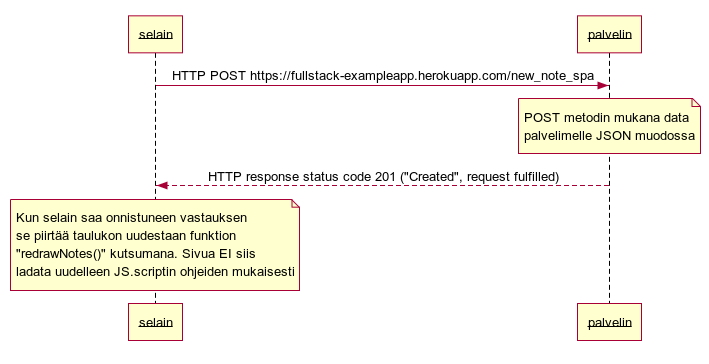 selain
palvelin
HTTP POST https://fullstack-exampleapp.herokuapp.com/new_note_spa
POST metodin mukana data
palvelimelle JSON muodossa
HTTP response status code 201 ("Created", request fulfilled)
Kun selain saa onnistuneen vastauksen
se piirtää taulukon uudestaan funktion
"redrawNotes()" kutsumana. Sivua EI siis
ladata uudelleen JS.scriptin ohjeiden mukaisesti
selain
palvelin